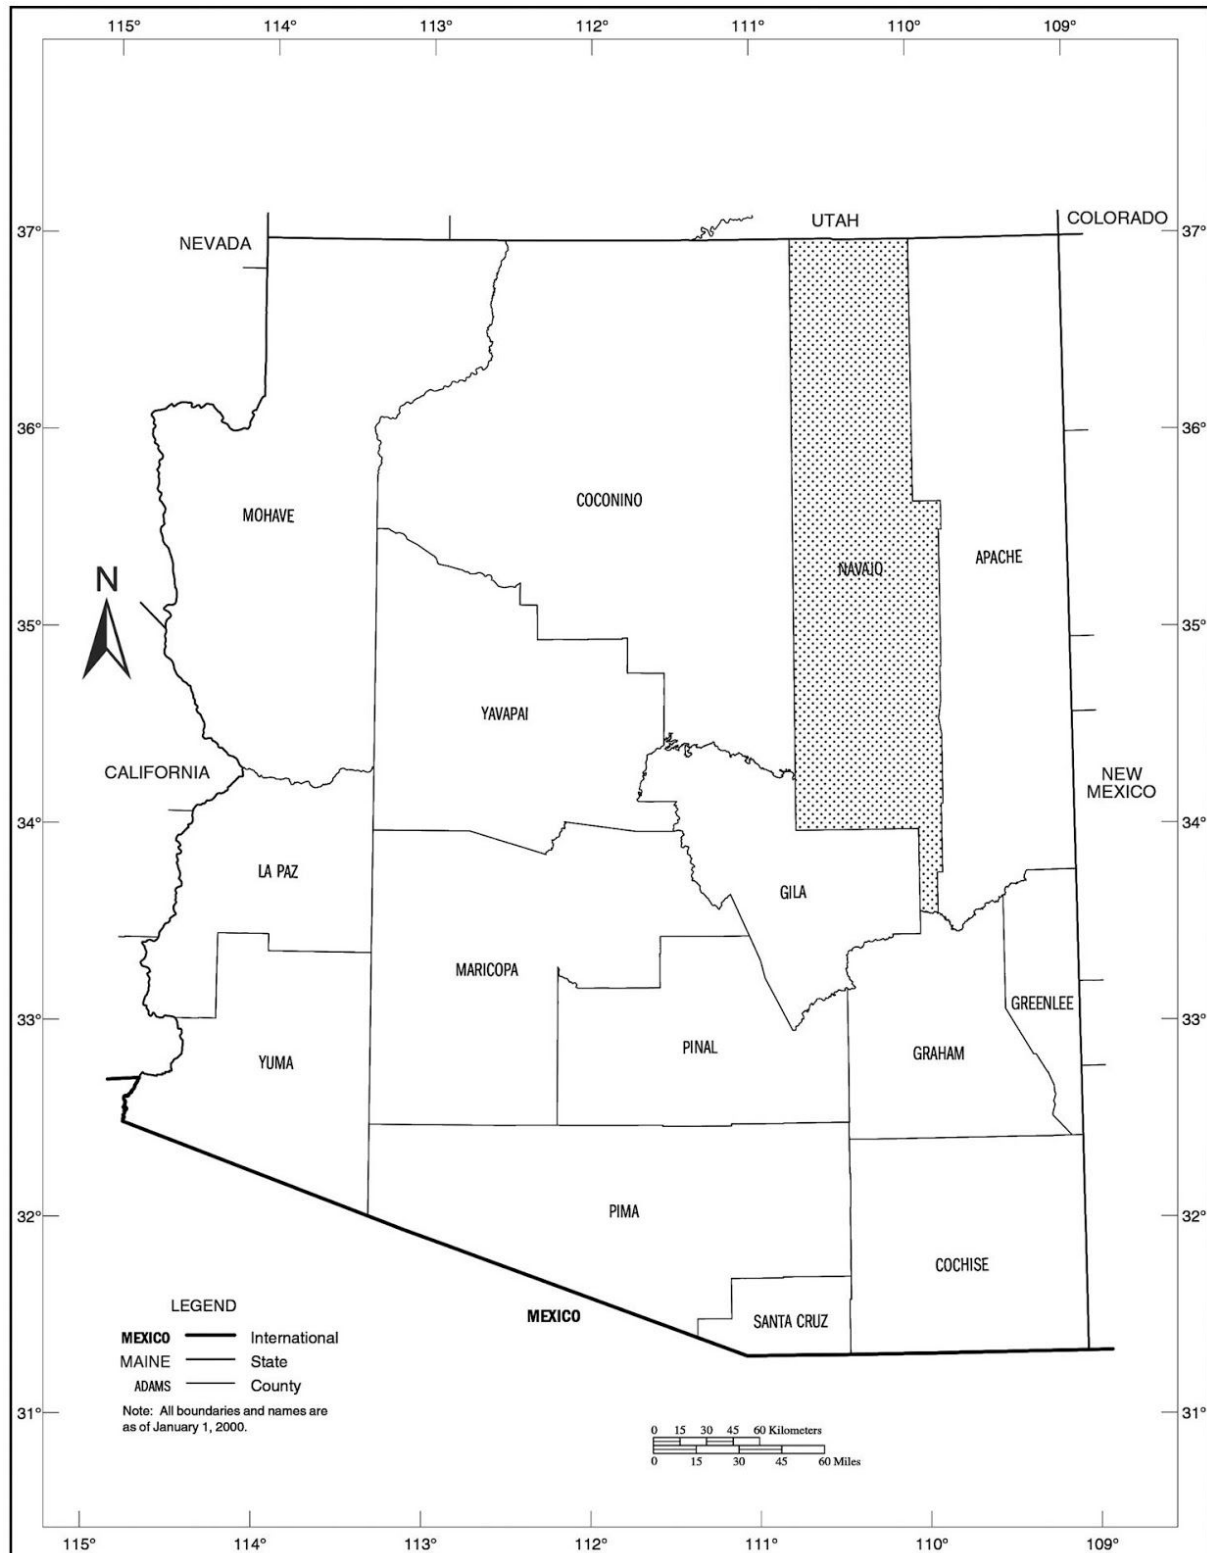 115° 114° 113° 112° 111° 110° 109°
UTAH
COLORADO
37° 37°
NEVADA
36° 36°
COCONINO
MOHAVE
APACHE
NAVAJO
N
35° 35°
YAVAPAI
CALIFORNIA
NEW
MEXICO
34° 34°
LA PAZ
GILA
MARICOPA
GREENLEE
33° 33°
PINAL
GRAHAM
YUMA
32° 32°
PIMA
COCHISE
SANTA CRUZ
MEXICO
LEGEND
MEXICO International
MAINE State
ADAMS County
Note: All boundaries and names are
as of January 1, 2000.
31° 31°
0 15 30 45 60 Kilometers
0 15 30 45 60 Miles
115° 114° 113° 112° 111° 110° 109°